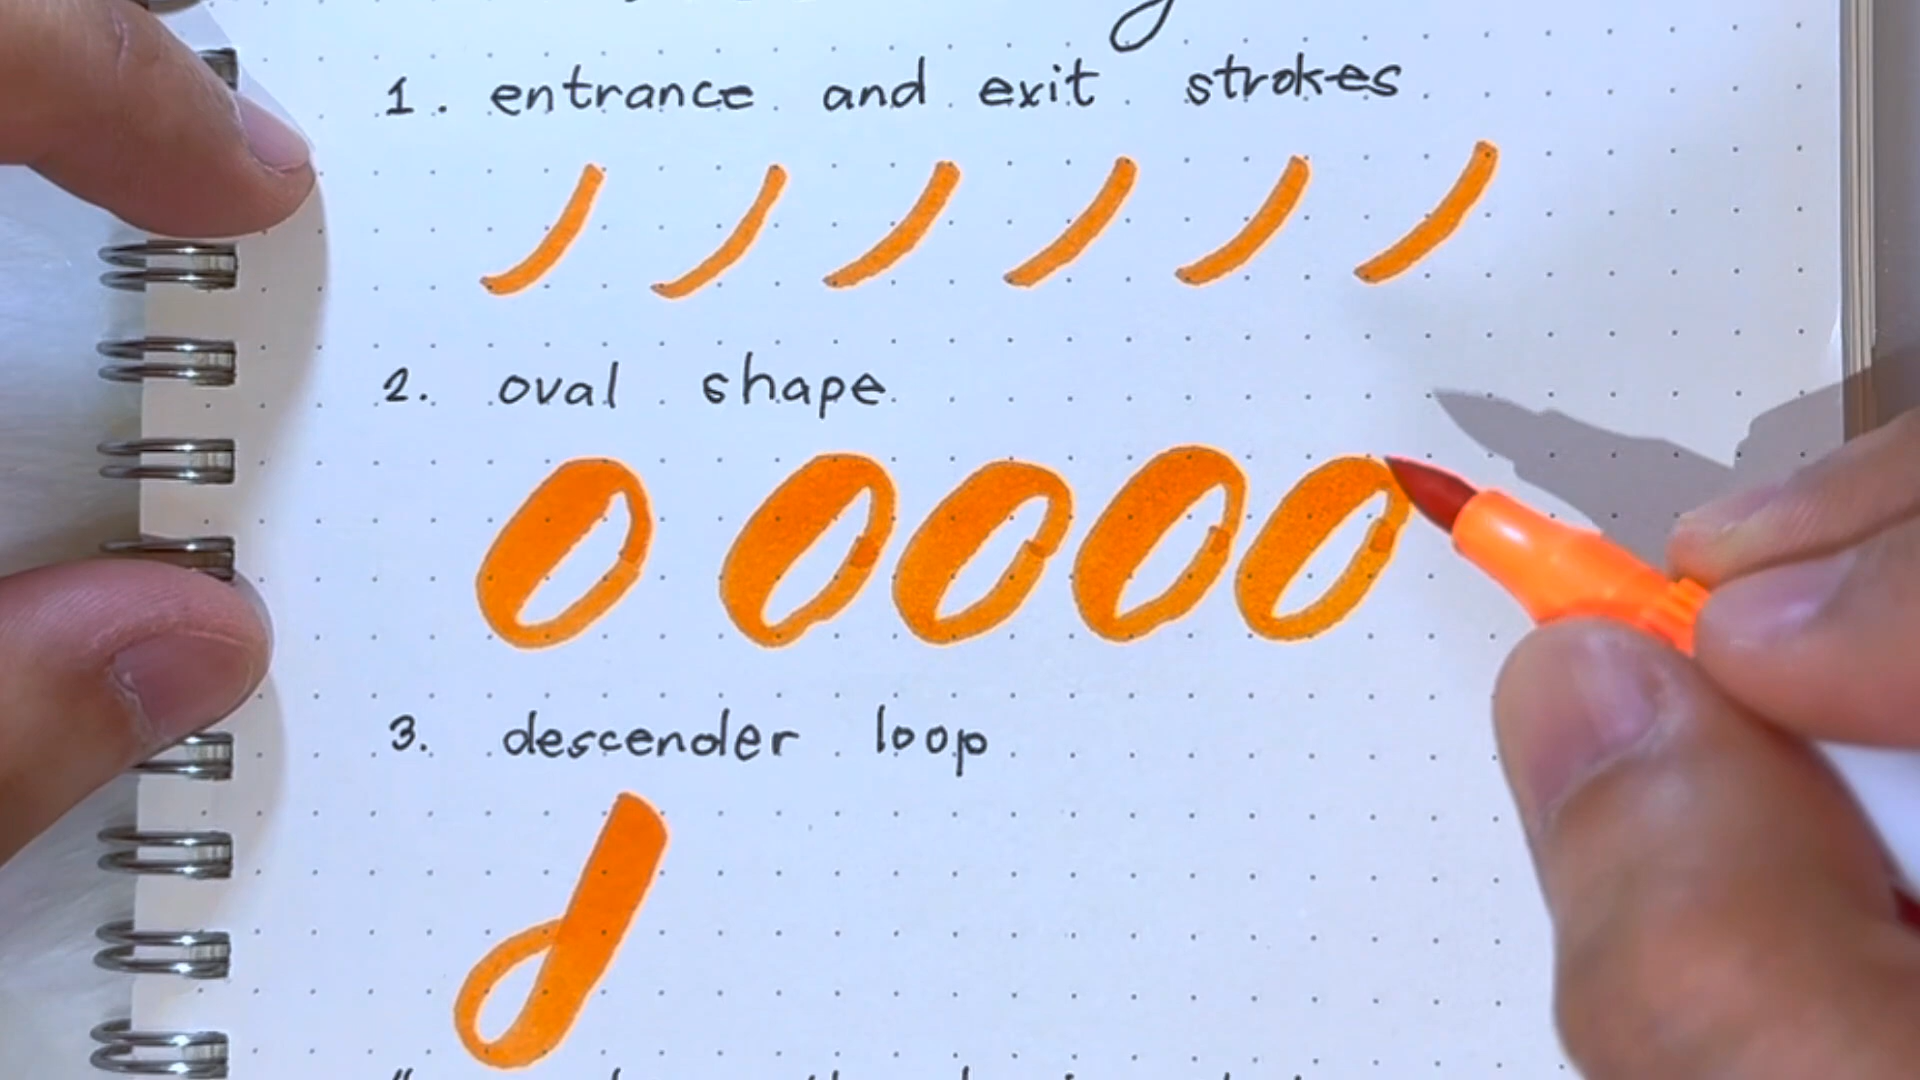 1. entrance and exit strokes
2. oval shape
3. descender loop